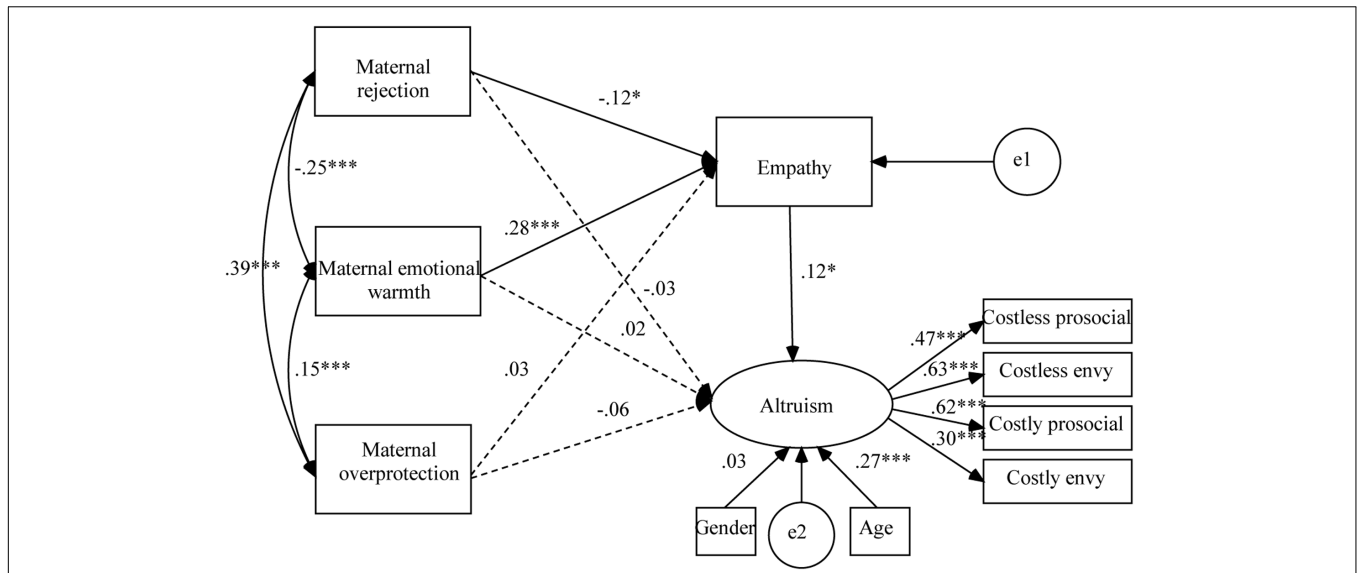 Maternal
rejection
-.12*
Empathy
e1
-.25***
.28***
.39***
Maternal emotional
warmth
-.03
.12*
.02
Costless prosocial
.47***
.15***
.03
.63***
Costless envy
-.06
Altruism
.62***
Costly prosocial
.30***
Maternal
overprotection
.03
.27***
Costly envy
Gender
e2
Age